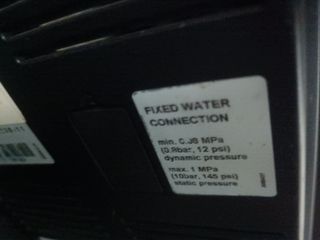 FIXED WATER
CONNECTION
min. 0.08 MPa
(0.8bar, 12 psi)
dynamic pressure
max. 1 MPa
(10bar, 145 psi)
static pressure